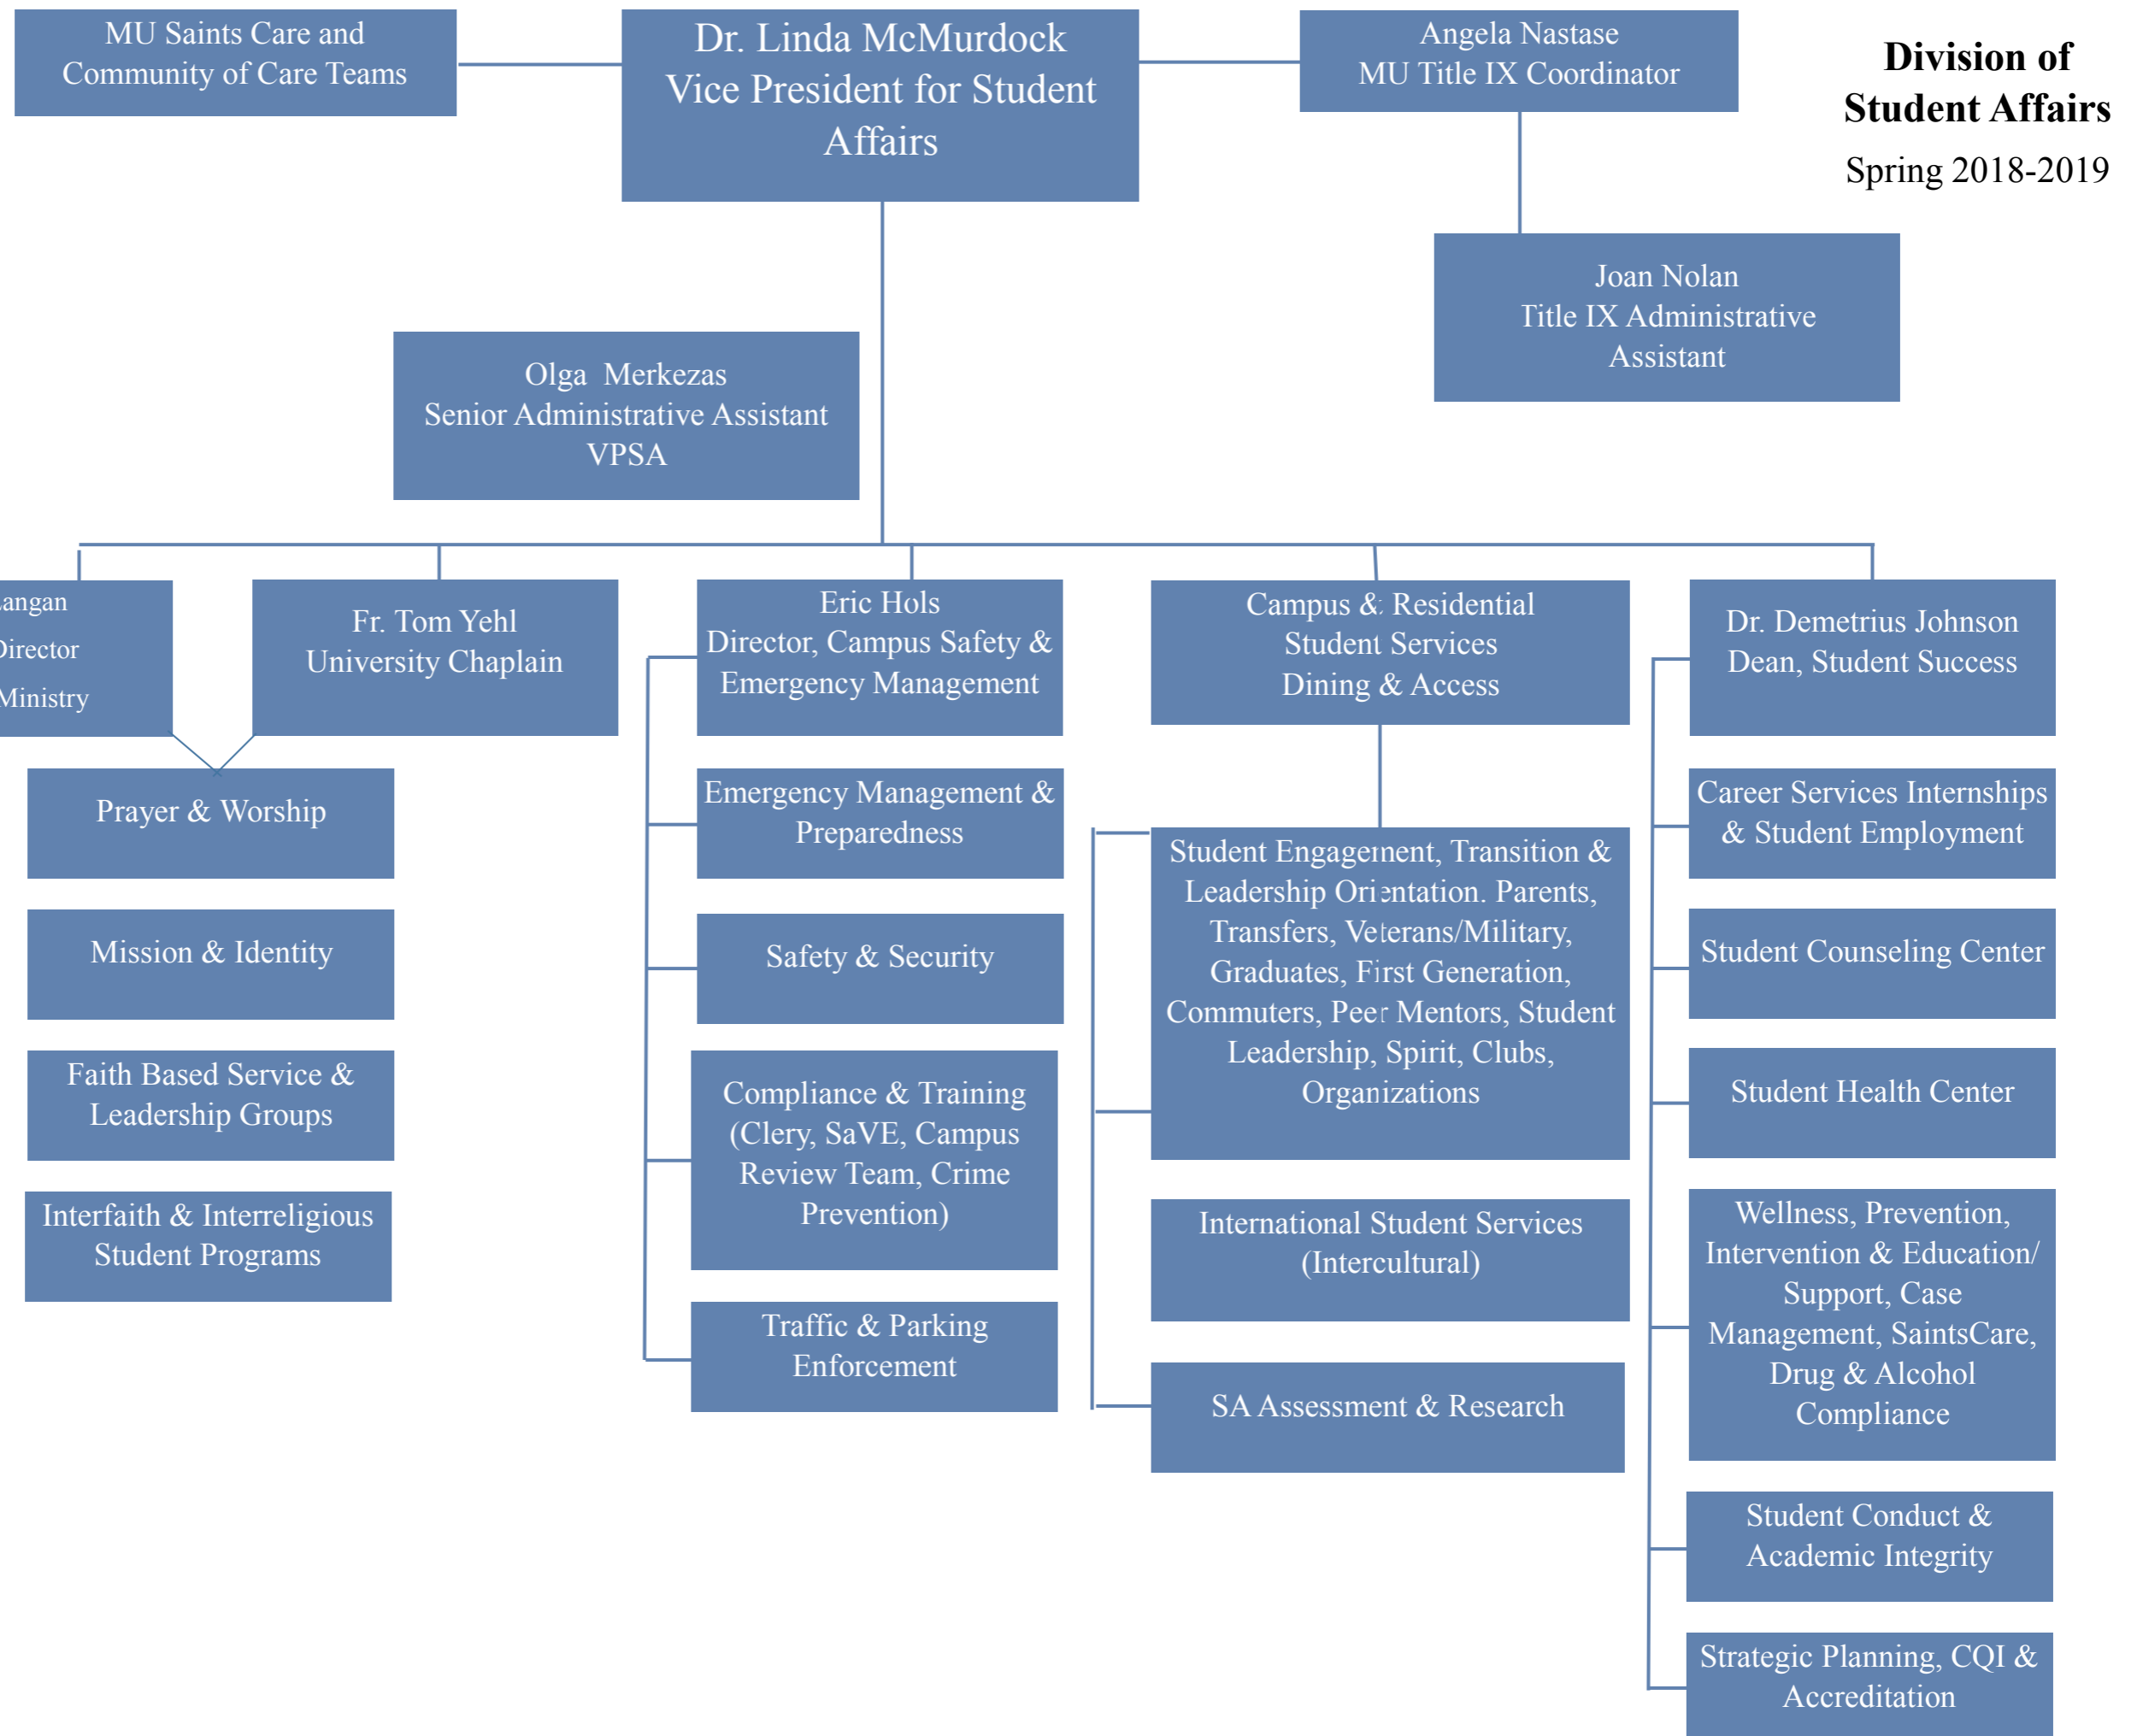 MU Saints Care and
Community of Care Teams
Dr. Linda McMurdock
Vice President for Student
Affairs
Angela Nastase
MU Title IX Coordinator
Division of
Student Affairs
Spring 2018-2019
Joan Nolan
Title IX Administrative
Assistant
Olga Merkezas
Senior Administrative Assistant
VPSA
angan
Director
Ministry
Fr. Tom Yehl
University Chaplain
Prayer & Worship
Mission & Identity
Faith Based Service &
Leadership Groups
Interfaith & Interreligious
Student Programs
Eric Hols
Director, Campus Safety &
Emergency Management
Emergency Management &
Preparedness
Safety & Security
Compliance & Training
(Clery, SaVE, Campus
Review Team, Crime
Prevention)
Traffic & Parking
Enforcement
Campus & Residential
Student Services
Dining & Access
Student Engagement, Transition &
Leadership Orientation. Parents,
Transfers, Veterans/Military,
Graduates, First Generation,
Commuters, Peer Mentors, Student
Leadership, Spirit, Clubs,
Organizations
International Student Services
(Intercultural)
SA Assessment & Research
Dr. Demetrius Johnson
Dean, Student Success
Career Services Internships
& Student Employment
Student Counseling Center
Student Health Center
Wellness, Prevention,
Intervention & Education/
Support, Case
Management, SaintsCare,
Drug & Alcohol
Compliance
Student Conduct &
Academic Integrity
Strategic Planning, CQI &
Accreditation